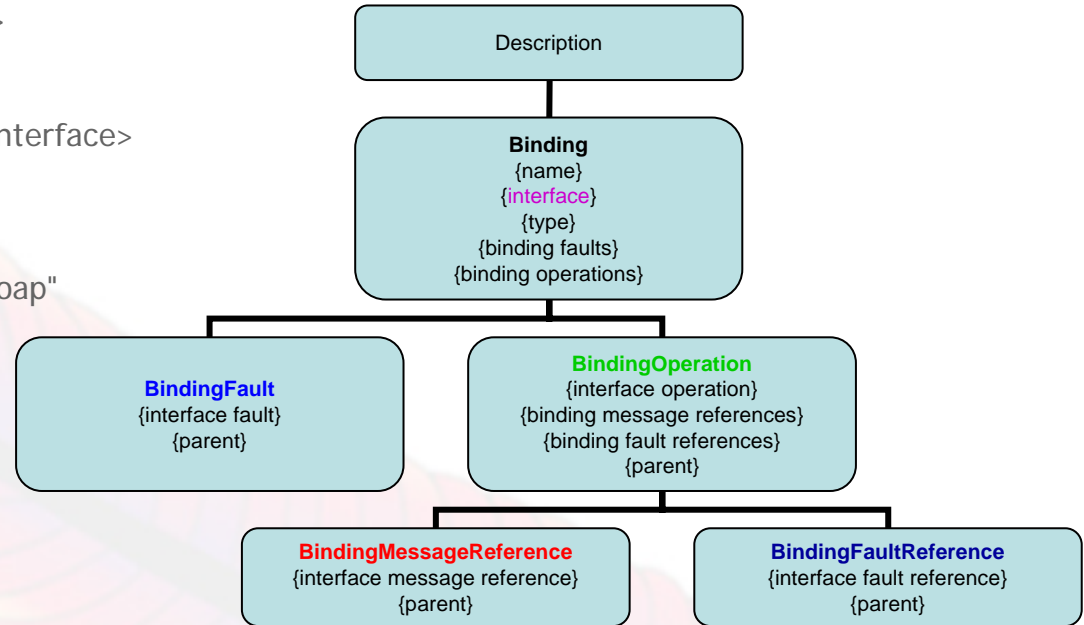 >
Description
nterface>
Binding
{name}
{interface}
{type}
{binding faults}
{binding operations}
oap"
BindingFault
{interface fault}
{parent}
BindingOperation
{interface operation}
{binding message references}
{binding fault references}
{parent}
BindingMessageReference
{interface message reference}
{parent}
BindingFaultReference
{interface fault reference}
{parent}